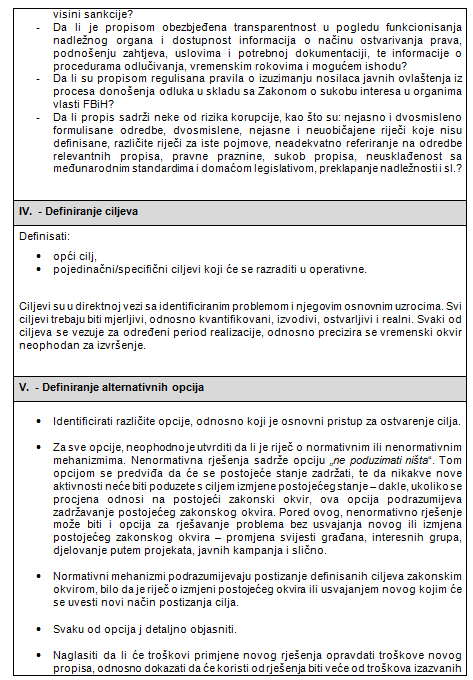 visini sankcije?
- Da li je propisom obezbjeđena transparentnost u pogledu funkcionisanja
nadležnog organa i dostupnost informacija o načinu ostvarivanja prava,
podnošenju zahtjeva, uslovima i potrebnoj dokumentaciji, te informacije o
procedurama odlučivanja, vremenskim rokovima i mogućem ishodu?
- Da li su propisom regulisana pravila o izuzimanju nosilaca javnih ovlaštenja iz
procesa donošenja odluka u skladu sa Zakonom o sukobu interesa u organima
vlasti FBiH?
- Da li propis sadrži neke od rizika korupcije, kao što su: nejasno i dvosmisleno
formulisane odredbe, dvosmislene, nejasne i neuobičajene riječi koje nisu
definisane, različite riječi za iste pojmove, neadekvatno referiranje na odredbe
relevantnih propisa, pravne praznine, sukob propisa, neusklađenost sa
međunarodnim standardima i domaćom legislativom, preklapanje nadležnosti i sl.?
IV. - Definiranje ciljeva
Definisati:
• opći cilj,
• pojedinačni/specifični ciljevi koji će se razraditi u operativne.
Ciljevi su u direktnoj vezi sa identificiranim problemom i njegovim osnovnim uzrocima. Svi
ciljevi trebaju biti mjerljivi, odnosno kvantifikovani, izvodivi, ostvarljivi i realni. Svaki od
ciljeva se vezuje za određeni period realizacije, odnosno precizira se vremenski okvir
neophodan za izvršenje.
V. - Definiranje alternativnih opcija
• Identificirati različite opcije, odnosno koji je osnovni pristup za ostvarenje cilja.
• Za sve opcije, neophodno je utvrditi da li je riječ o normativnim ili nenormativnim
mehanizmima. Nenormativna rješenja sadrže opciju „ne poduzimati ništa“. Tom
opcijom se predviđa da će se postojeće stanje zadržati, te da nikakve nove
aktivnosti neće biti poduzete s ciljem izmjene postojećeg stanje – dakle, ukoliko se
procjena odnosi na postojeći zakonski okvir, ova opcija podrazumijeva
zadržavanje postojećeg zakonskog okvira. Pored ovog, nenormativno rješenje
može biti i opcija za rješavanje problema bez usvajanja novog ili izmjena
postojećeg zakonskog okvira – promjena svijesti građana, interesnih grupa,
djelovanje putem projekata, javnih kampanja i slično.
• Normativni mehanizmi podrazumijevaju postizanje definisanih ciljeva zakonskim
okvirom, bilo da je riječ o izmjeni postojećeg okvira ili usvajanjem novog kojim će
se uvesti novi način postizanja cilja.
• Svaku od opcija j detaljno objasniti.
• Naglasiti da li će troškovi primjene novog rješenja opravdati troškove novog
propisa, odnosno dokazati da će koristi od rješenja biti veće od troškova izazvanih